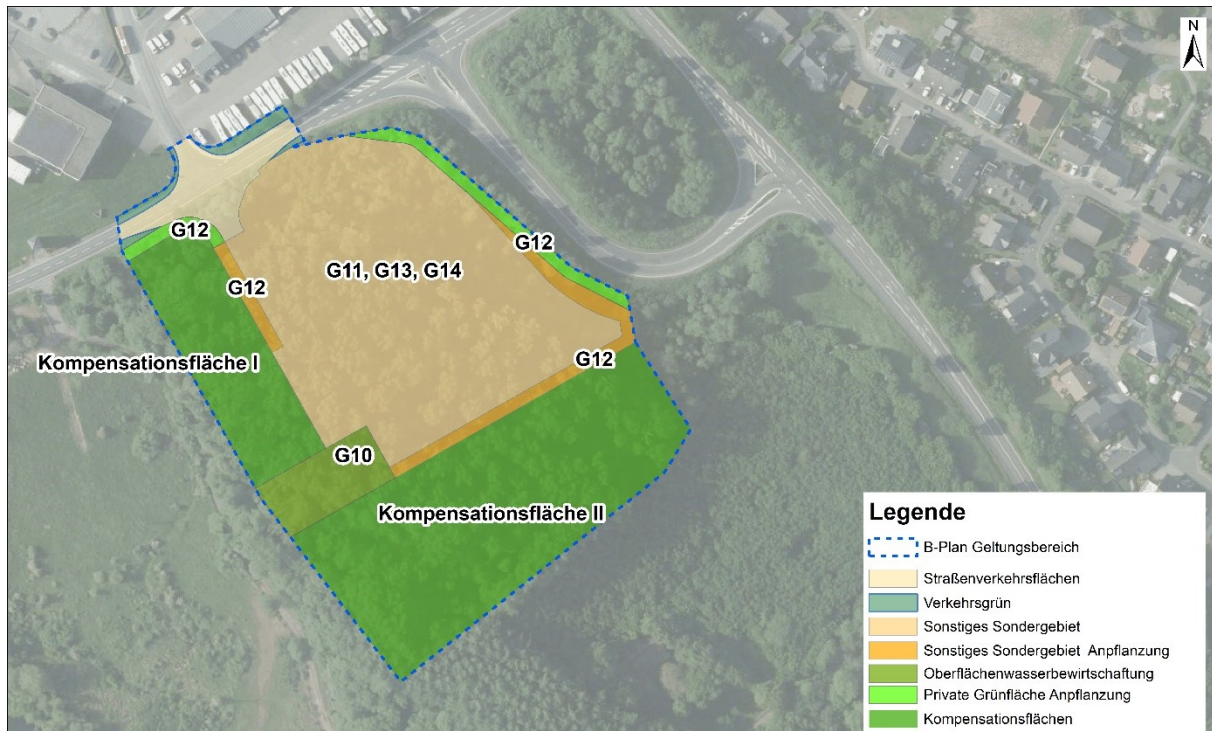 N
G12
G12
G12
G11, G13, G14
Kompensationsfläche I
G12
G10
Kompensationsfläche II
Legende
B-Plan Geltungsbereich
Straßenverkehrsflächen
Verkehrsgrün
Sonstiges Sondergebiet
Sonstiges Sondergebiet Anpflanzung
Oberflächenwasserbewirtschaftung
Private Grünfläche Anpflanzung
Kompensationsflächen